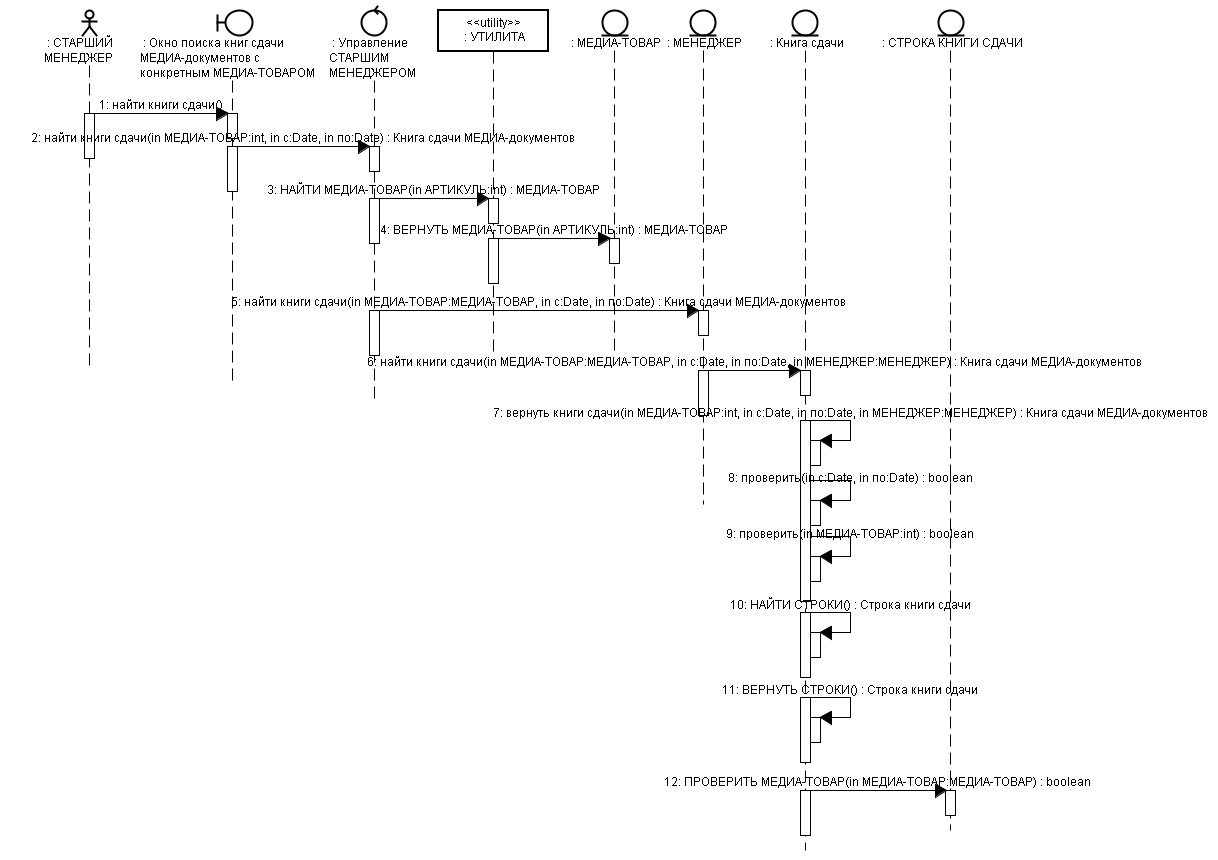 <<utility>>
: УТИЛИТА
: СТАРШИЙ
МЕНЕДЖЕР
: Окно поиска книг сдачи
МЕДИА-документов с
конкретным МЕДИА-ТОВАРОМ
: Управление
СТАРШИМ
МЕНЕДЖЕРОМ
: МЕДИА-ТОВАР
: МЕНЕДЖЕР
: Книга сдачи
: СТРОКА КНИГИ СДАЧИ
1: найти книги сдачи()
2: найти книги сдачи(in МЕДИА-ТОВАР:int, in с:Date, in по:Date) : Книга сдачи МЕДИА-документов
3: НАЙТИ МЕДИА-ТОВАР(in АРТИКУЛЬ:int) : МЕДИА-ТОВАР
4: ВЕРНУТЬ МЕДИА-ТОВАР(in АРТИКУЛЬ:int) : МЕДИА-ТОВАР
5: найти книги сдачи(in МЕДИА-ТОВАР:МЕДИА-ТОВАР, in с:Date, in по:Date) : Книга сдачи МЕДИА-документов
6: найти книги сдачи(in МЕДИА-ТОВАР:МЕДИА-ТОВАР, in с:Date, in по:Date, in МЕНЕДЖЕР:МЕНЕДЖЕР) : Книга сдачи МЕДИА-документов
7: вернуть книги сдачи(in МЕДИА-ТОВАР:int, in с:Date, in по:Date, in МЕНЕДЖЕР:МЕНЕДЖЕР) : Книга сдачи МЕДИА-документов
8: проверить(in с:Date, in по:Date) : boolean
9: проверить(in МЕДИА-ТОВАР:int) : boolean
10: НАЙТИ СТРОКИ() : Строка книги сдачи
11: ВЕРНУТЬ СТРОКИ() : Строка книги сдачи
12: ПРОВЕРИТЬ МЕДИА-ТОВАР(in МЕДИА-ТОВАР:МЕДИА-ТОВАР) : boolean